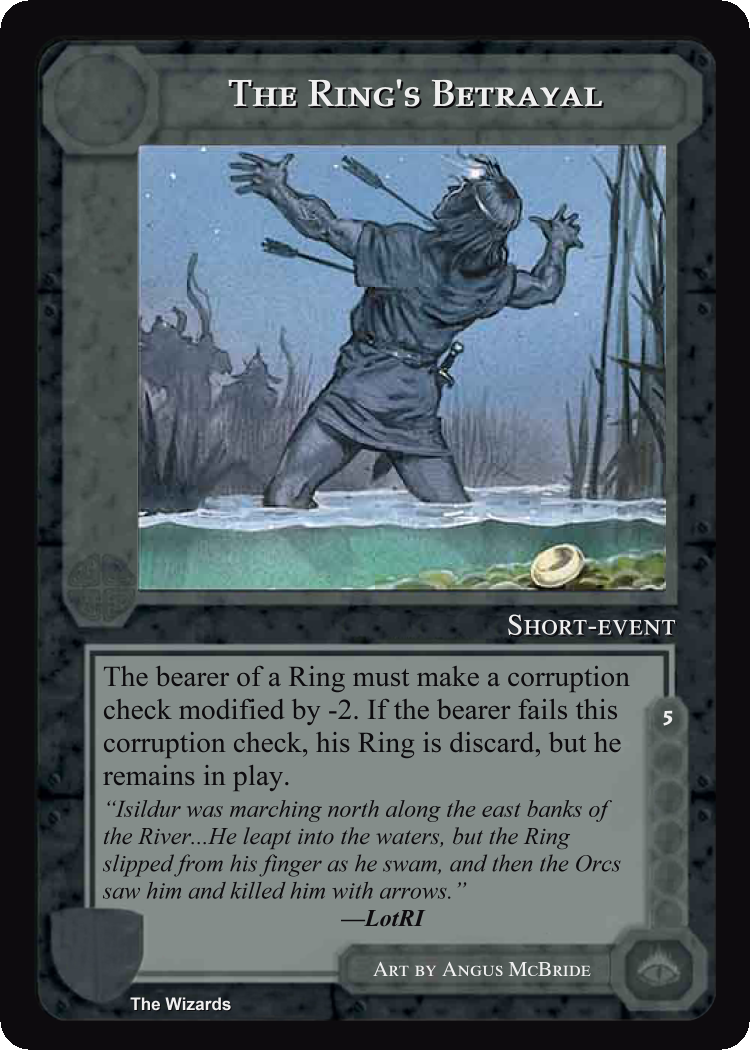 The Ring's Betrayal
Short-event
The bearer of a Ring must make a corruption
check modified by -2. If the bearer fails this
corruption check, his Ring is discard, but he
remains in play.
5
“Isildur was marching north along the east banks of
the River...He leapt into the waters, but the Ring
slipped from his finger as he swam, and then the Orcs
saw him and killed him with arrows.”
—LotRI
Art by Angus McBride
The Wizards